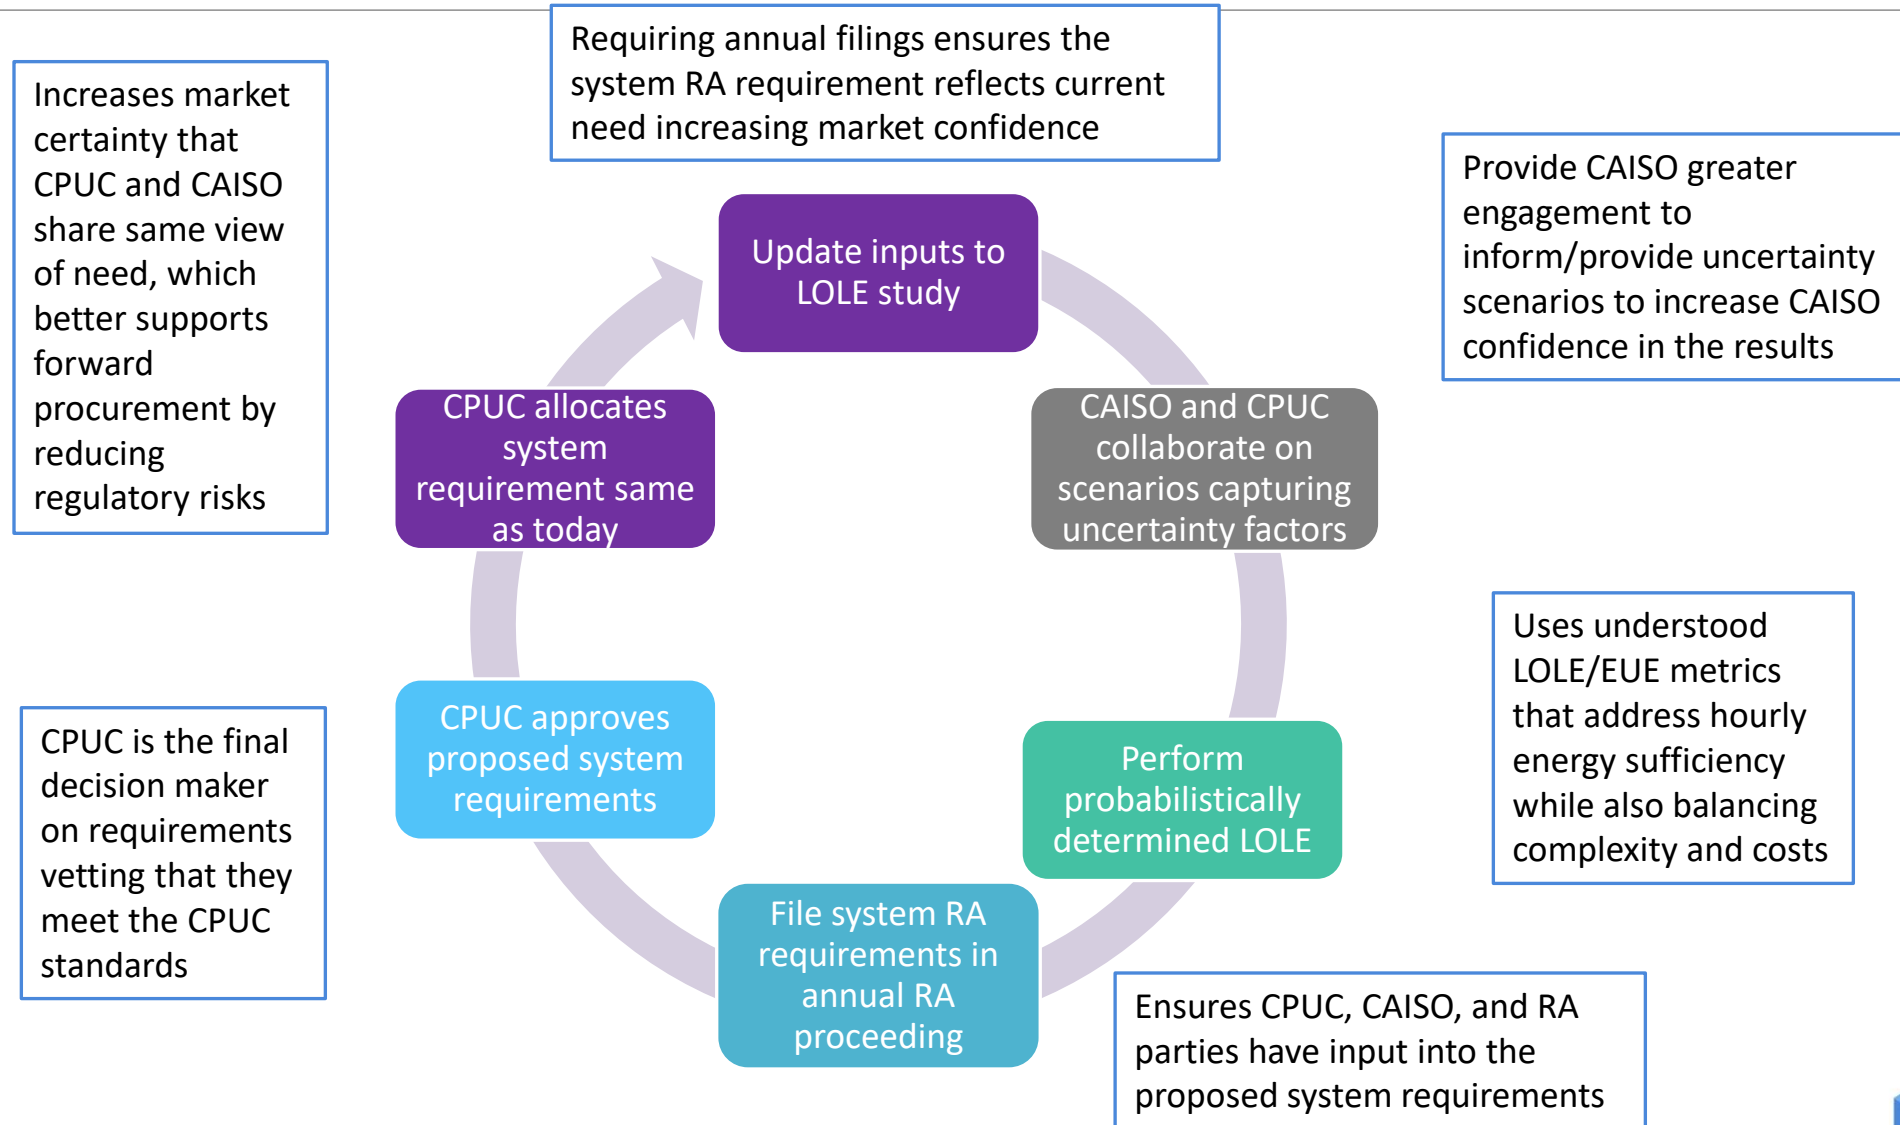 Requiring annual filings ensures the
system RA requirement reflects current
need increasing market confidence
Increases market
certainty that
CPUC and CAISO
share same view
of need, which
better supports
forward
procurement by
reducing
regulatory risks
Provide CAISO greater
engagement to
inform/provide uncertainty
scenarios to increase CAISO
confidence in the results
Update inputs to
LOLE study
CPUC allocates
system
requirement same
as today
CAISO and CPUC
collaborate on
scenarios capturing
uncertainty factors
Uses understood
LOLE/EUE metrics
that address hourly
energy sufficiency
while also balancing
complexity and costs
CPUC approves
proposed system
requirements
Perform
probabilistically
determined LOLE
CPUC is the final
decision maker
on requirements
vetting that they
meet the CPUC
standards
File system RA
requirements in
annual RA
proceeding
Ensures CPUC, CAISO, and RA
parties have input into the
proposed system requirements